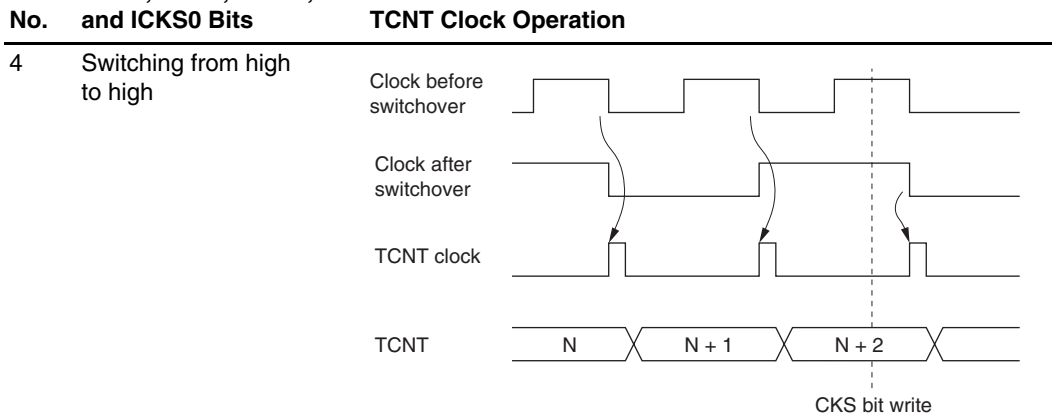 No. and ICKS0 Bits TCNT Clock Operation
4 Switching from high
to high
Clock before
switchover
Clock after
switchover
TCNT clock
TCNT N N + 1 N + 2
CKS bit write